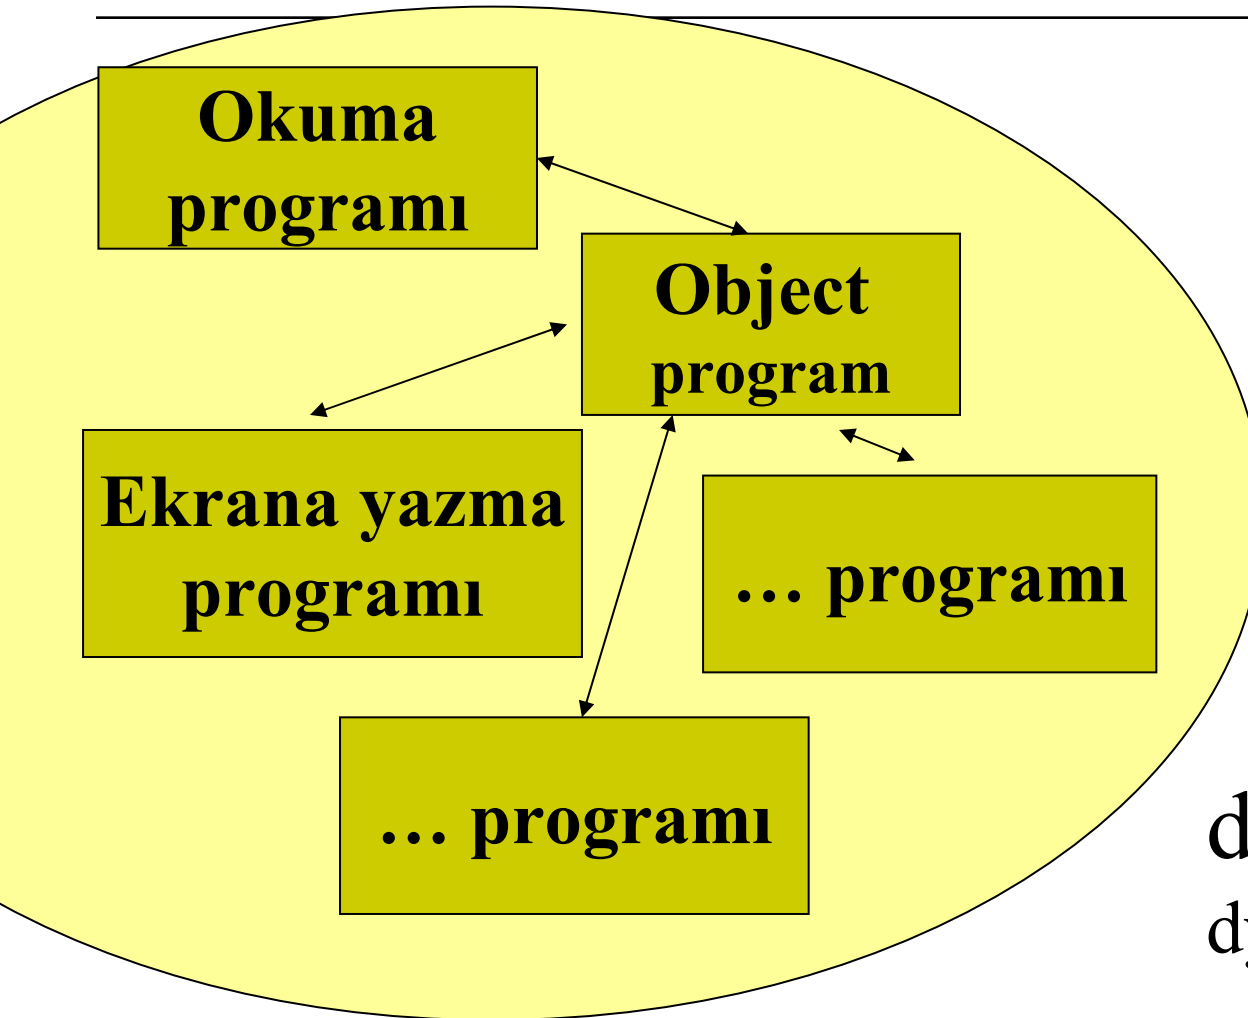 Okuma
programı
Object
program
Ekrana yazma
programı
… programı
… programı